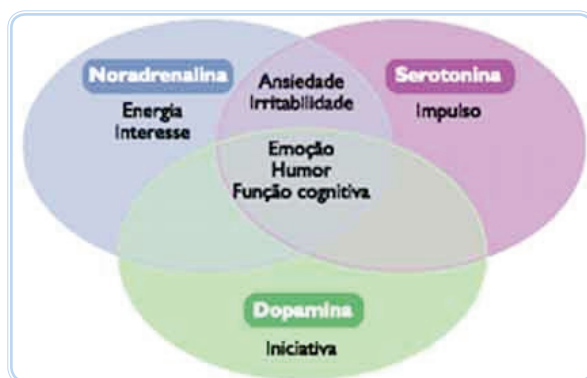 Noradrenalina
Energia
Interesse
Ansiedade
Irritabilidade
Serotonina
Impulso
Emoção
Humor
Função cognitiva
Dopamina
Iniciativa